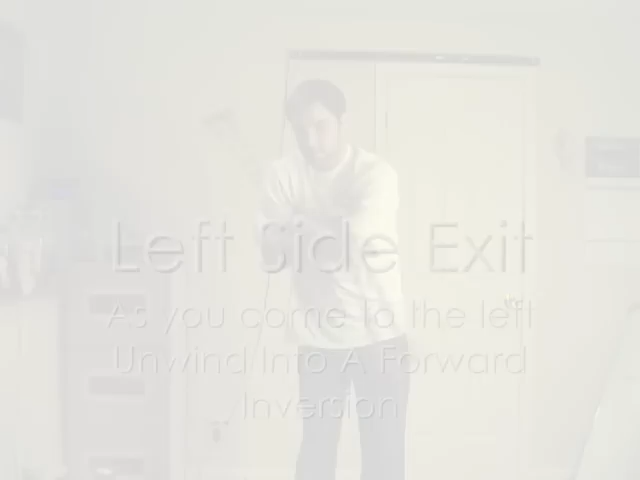 Left Side Exit
As you come to the left
Unwind/Into A Forward
Inversion